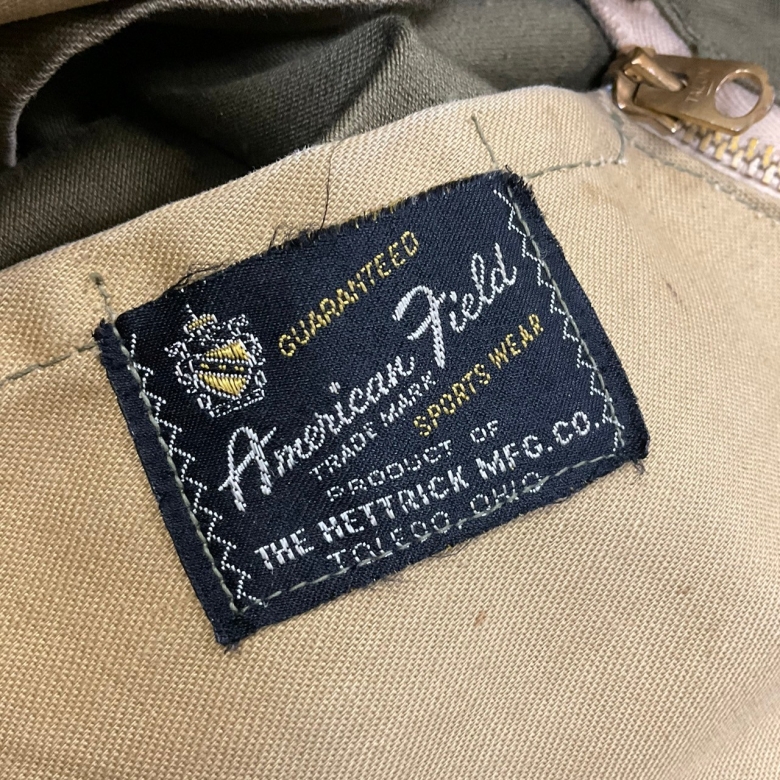 GUARANTEED
American Field
TRADE MARK
SPORTS WEAR
PRODUCT OF
THE HETTRICK MFG.CO.
TOLEDO, OHIO